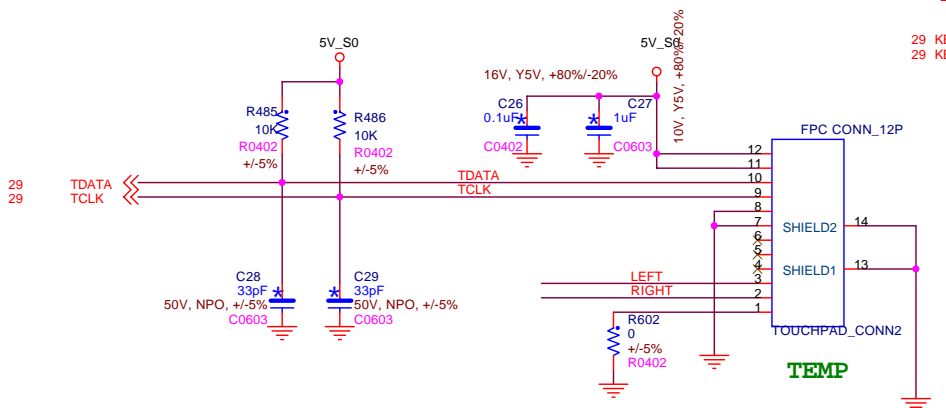 5V_S0
5V_S0
29 KE
29 KE
16V, Y5V, +80%/-20%
10V, Y5V, +80%/-20%
R485
10K
R0402
+/-5%
R486
10K
R0402
+/-5%
C26
0.1uF
C0402
C27
1uF
C0603
FPC CONN_12P
12
11
10
9
8
7
6
5
4
3
2
1
SHIELD2
14
SHIELD1
13
29 TDATA
TDATA
29 TCLK
TCLK
C28
33pF
50V, NPO, +/-5%
C0603
C29
33pF
50V, NPO, +/-5%
C0603
LEFT
RIGHT
R602
0
+/-5%
R0402
TOUCHPAD_CONN2
TEMP